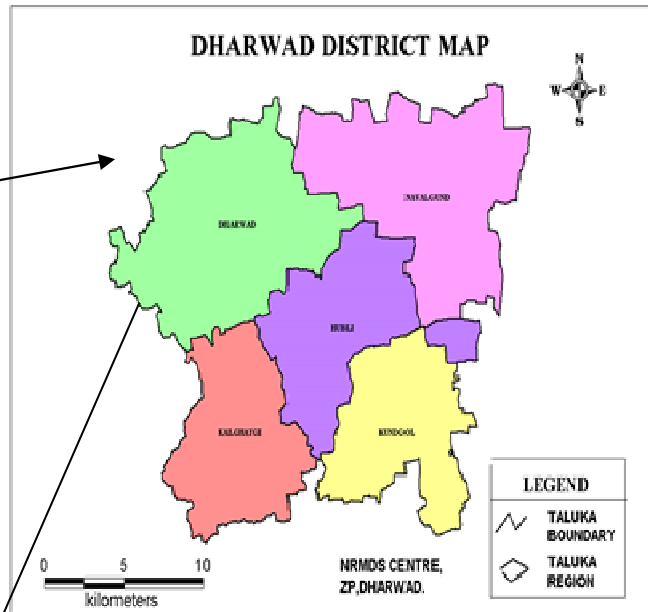 DHARWAD DISTRICT MAP
N
W E
S
NAVALGUND
DHARWAD
HUBLI
KALGHATGI
KUNDGOL
LEGEND
TALUKA
BOUNDARY
TALUKA
REGION
0 5 10
kilometers
NRMDS CENTRE,
ZP,DHARWAD.